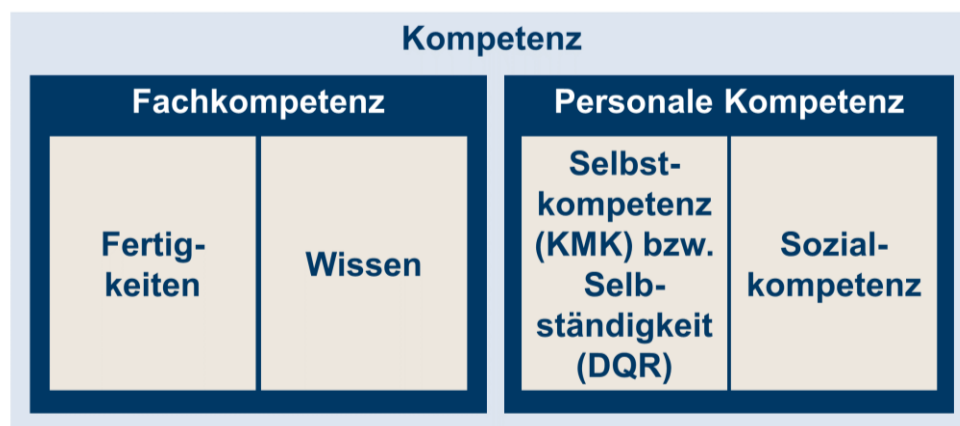 Kompetenz
Fachkompetenz
Fertig-
keiten
Wissen
Personale Kompetenz
Selbst-
kompetenz
(KMK) bzw.
Selb-
ständigkeit
(DQR)
Sozial-
kompetenz